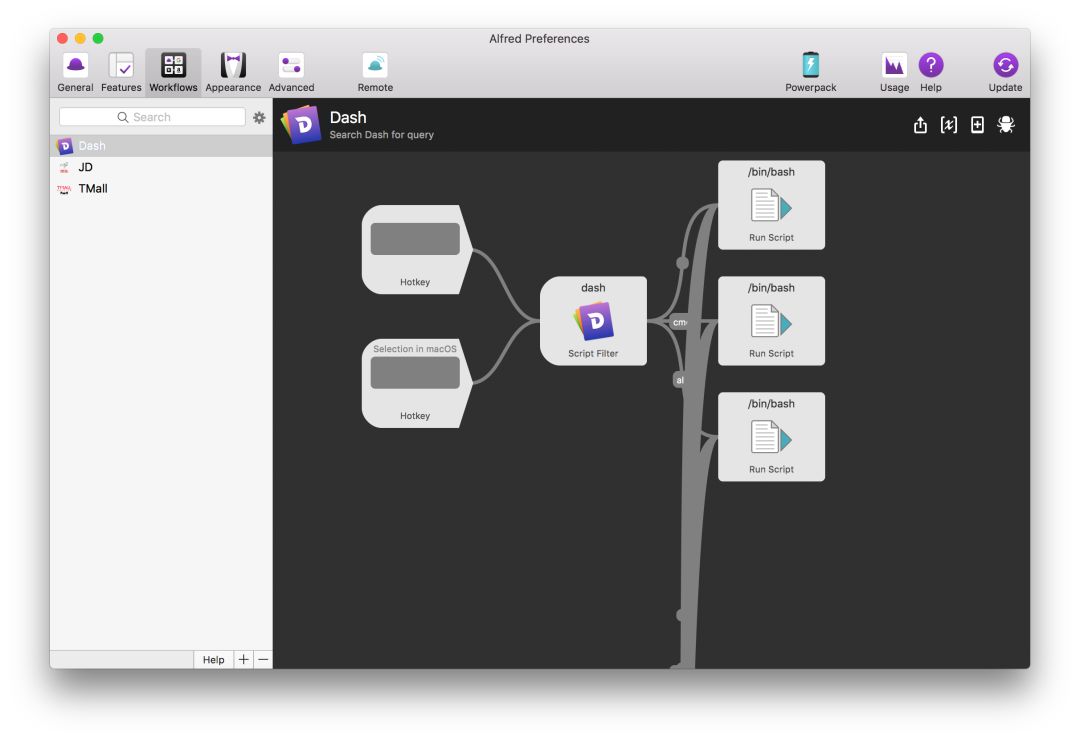 Alfred Preferences
General Features Workflows Appearance Advanced Remote Powerpack Usage Help Update
Search
Dash
JD
TMall
Help
Dash
Search Dash for query
Hotkey
Selection in macOS
Hotkey
dash
Script Filter
/bin/bash
Run Script
/bin/bash
Run Script
/bin/bash
Run Script